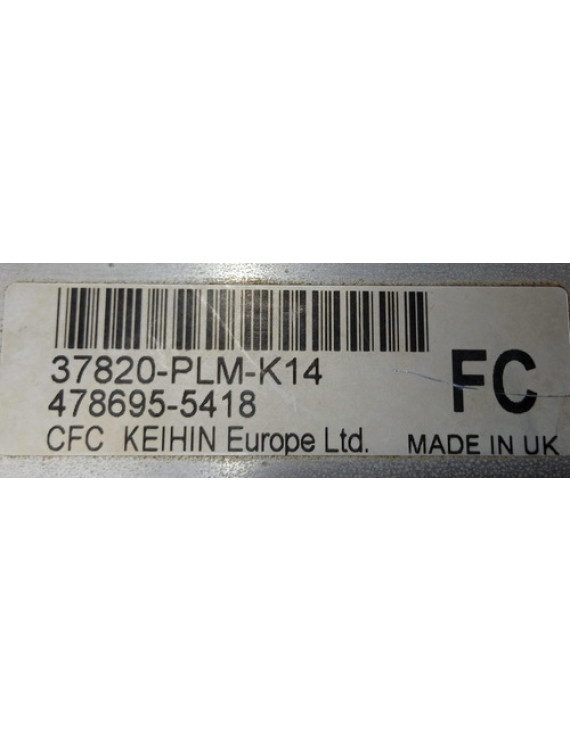 37820-PLM-K14
478695-5418
FC
CFC KEIHIN Europe Ltd.
MADE IN UK